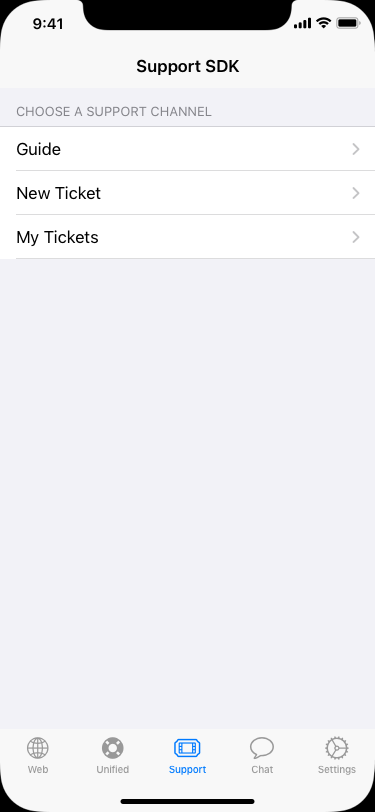 9:41
Support SDK
CHOOSE A SUPPORT CHANNEL
Guide
New Ticket
My Tickets
Web Unified Support Chat Settings